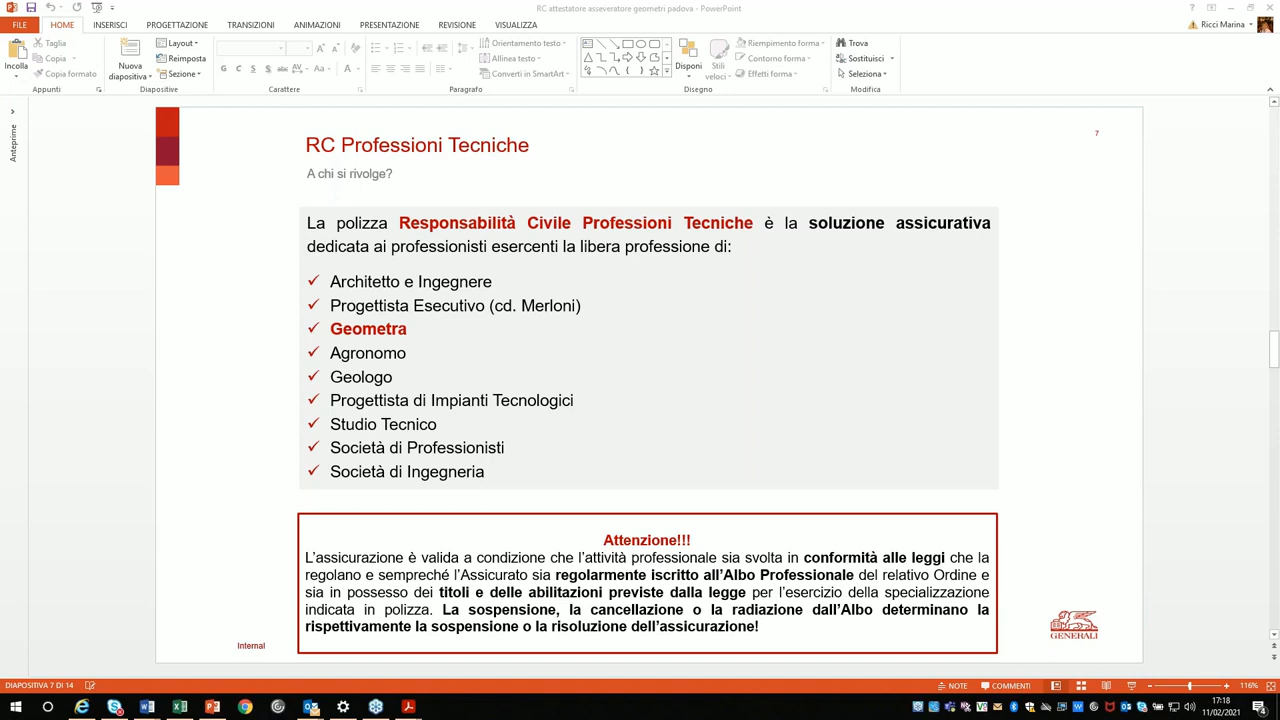 RC attestatore asseveratore geometri padova - PowerPoint
FILE HOME INSERISCI PROGETTAZIONE TRANSIZIONI ANIMAZIONI PRESENTAZIONE REVISIONE VISUALIZZA Ricci Marina
Incolla
Taglia
Copia
Copia formato
Appunti
Nuova diapositiva
Layout
Reimposta
Sezione
Diapositive
G C S S abc AV Aa A
Carattere
Orientamento testo
Allinea testo
Converti in SmartArt
Paragrafo
Disponi
Stili veloci
Riempimento forma
Contorno forma
Effetti forma
Disegno
Trova
Sostituisci
Seleziona
Modifica
Anteprime
7
RC Professioni Tecniche
A chi si rivolge?
La polizza Responsabilità Civile Professioni Tecniche è la soluzione assicurativa
dedicata ai professionisti esercenti la libera professione di:
✓ Architetto e Ingegnere
✓ Progettista Esecutivo (cd. Merloni)
✓ Geometra
✓ Agronomo
✓ Geologo
✓ Progettista di Impianti Tecnologici
✓ Studio Tecnico
✓ Società di Professionisti
✓ Società di Ingegneria
Attenzione!!!
L'assicurazione è valida a condizione che l'attività professionale sia svolta in conformità alle leggi che la
regolano e sempreché l'Assicurato sia regolarmente iscritto all'Albo Professionale del relativo Ordine e
sia in possesso dei titoli e delle abilitazioni previste dalla legge per l'esercizio della specializzazione
indicata in polizza. La sospensione, la cancellazione o la radiazione dall'Albo determinano la
rispettivamente la sospensione o la risoluzione dell'assicurazione!
Internal
GENERALI
DIAPOSITIVA 7 DI 14 NOTE COMMENTI 116%
17:18
11/02/2021